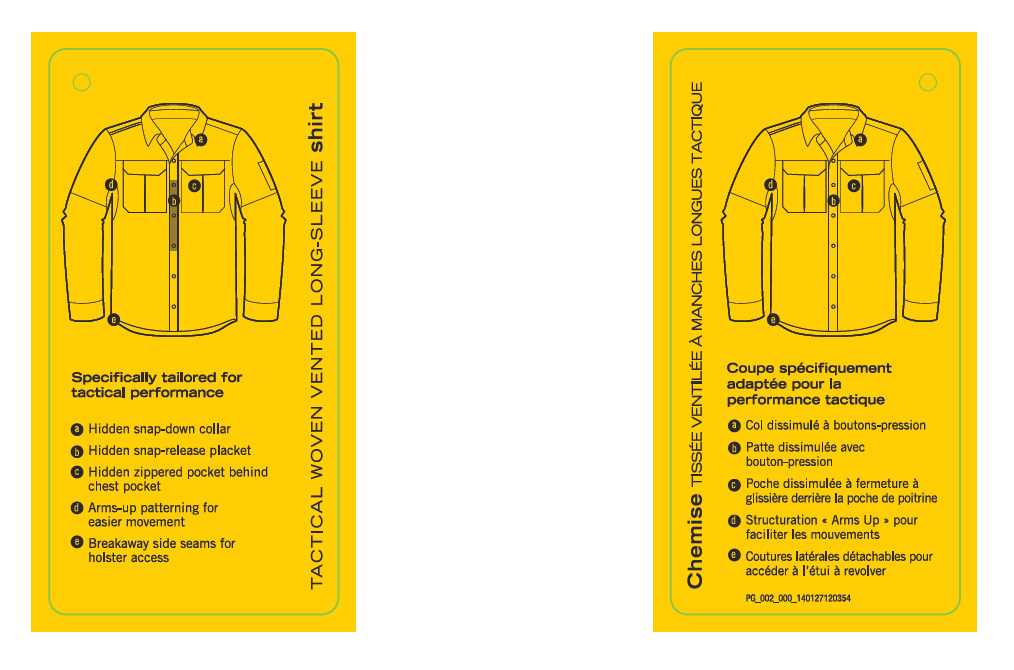 a
d
c
b
e
TACTICAL WOVEN VENTED LONG-SLEEVE shirt
Specifically tailored for
tactical performance
a Hidden snap-down collar
b Hidden snap-release placket
c Hidden zippered pocket behind
chest pocket
d Arms-up patterning for
easier movement
e Breakaway side seams for
holster access
Chemise TISSÉE VENTILÉE À MANCHES LONGUES TACTIQUE
a
d
c
b
e
Coupe spécifiquement
adaptée pour la
performance tactique
a Col dissimulé à boutons-pression
b Patte dissimulée avec
bouton-pression
c Poche dissimulée à fermeture à
glissière derrière la poche de poitrine
d Structuration « Arms Up » pour
faciliter les mouvements
e Coutures latérales détachables pour
accéder à l'étui à revolver
PG_002_000_140127120354